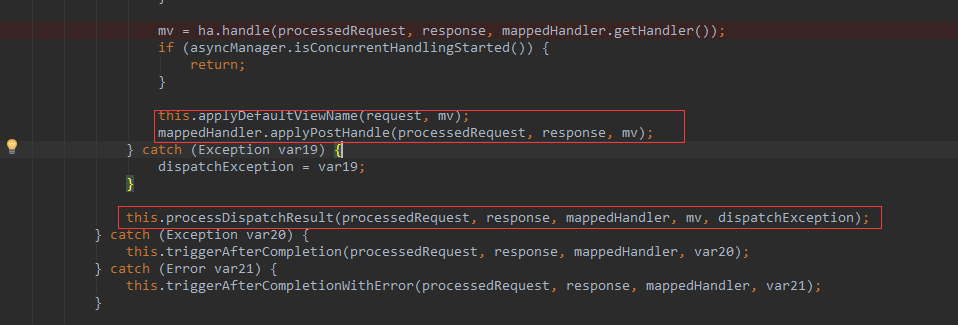 }
mv = ha.handle(processedRequest, response, mappedHandler.getHandler());
if (asyncManager.isConcurrentHandlingStarted()) {
return;
}
this.applyDefaultViewName(request, mv);
mappedHandler.applyPostHandle(processedRequest, response, mv);
} catch (Exception var19) {
dispatchException = var19;
}
this.processDispatchResult(processedRequest, response, mappedHandler, mv, dispatchException);
} catch (Exception var20) {
this.triggerAfterCompletion(processedRequest, response, mappedHandler, var20);
} catch (Error var21) {
this.triggerAfterCompletionWithError(processedRequest, response, mappedHandler, var21);
}